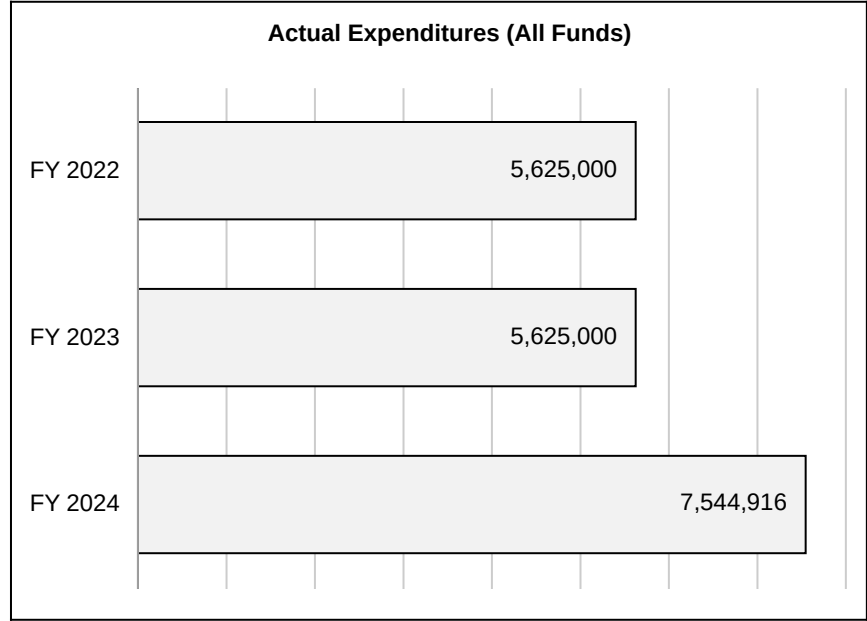 Actual Expenditures (All Funds)
FY 2022 5,625,000
FY 2023 5,625,000
FY 2024 7,544,916